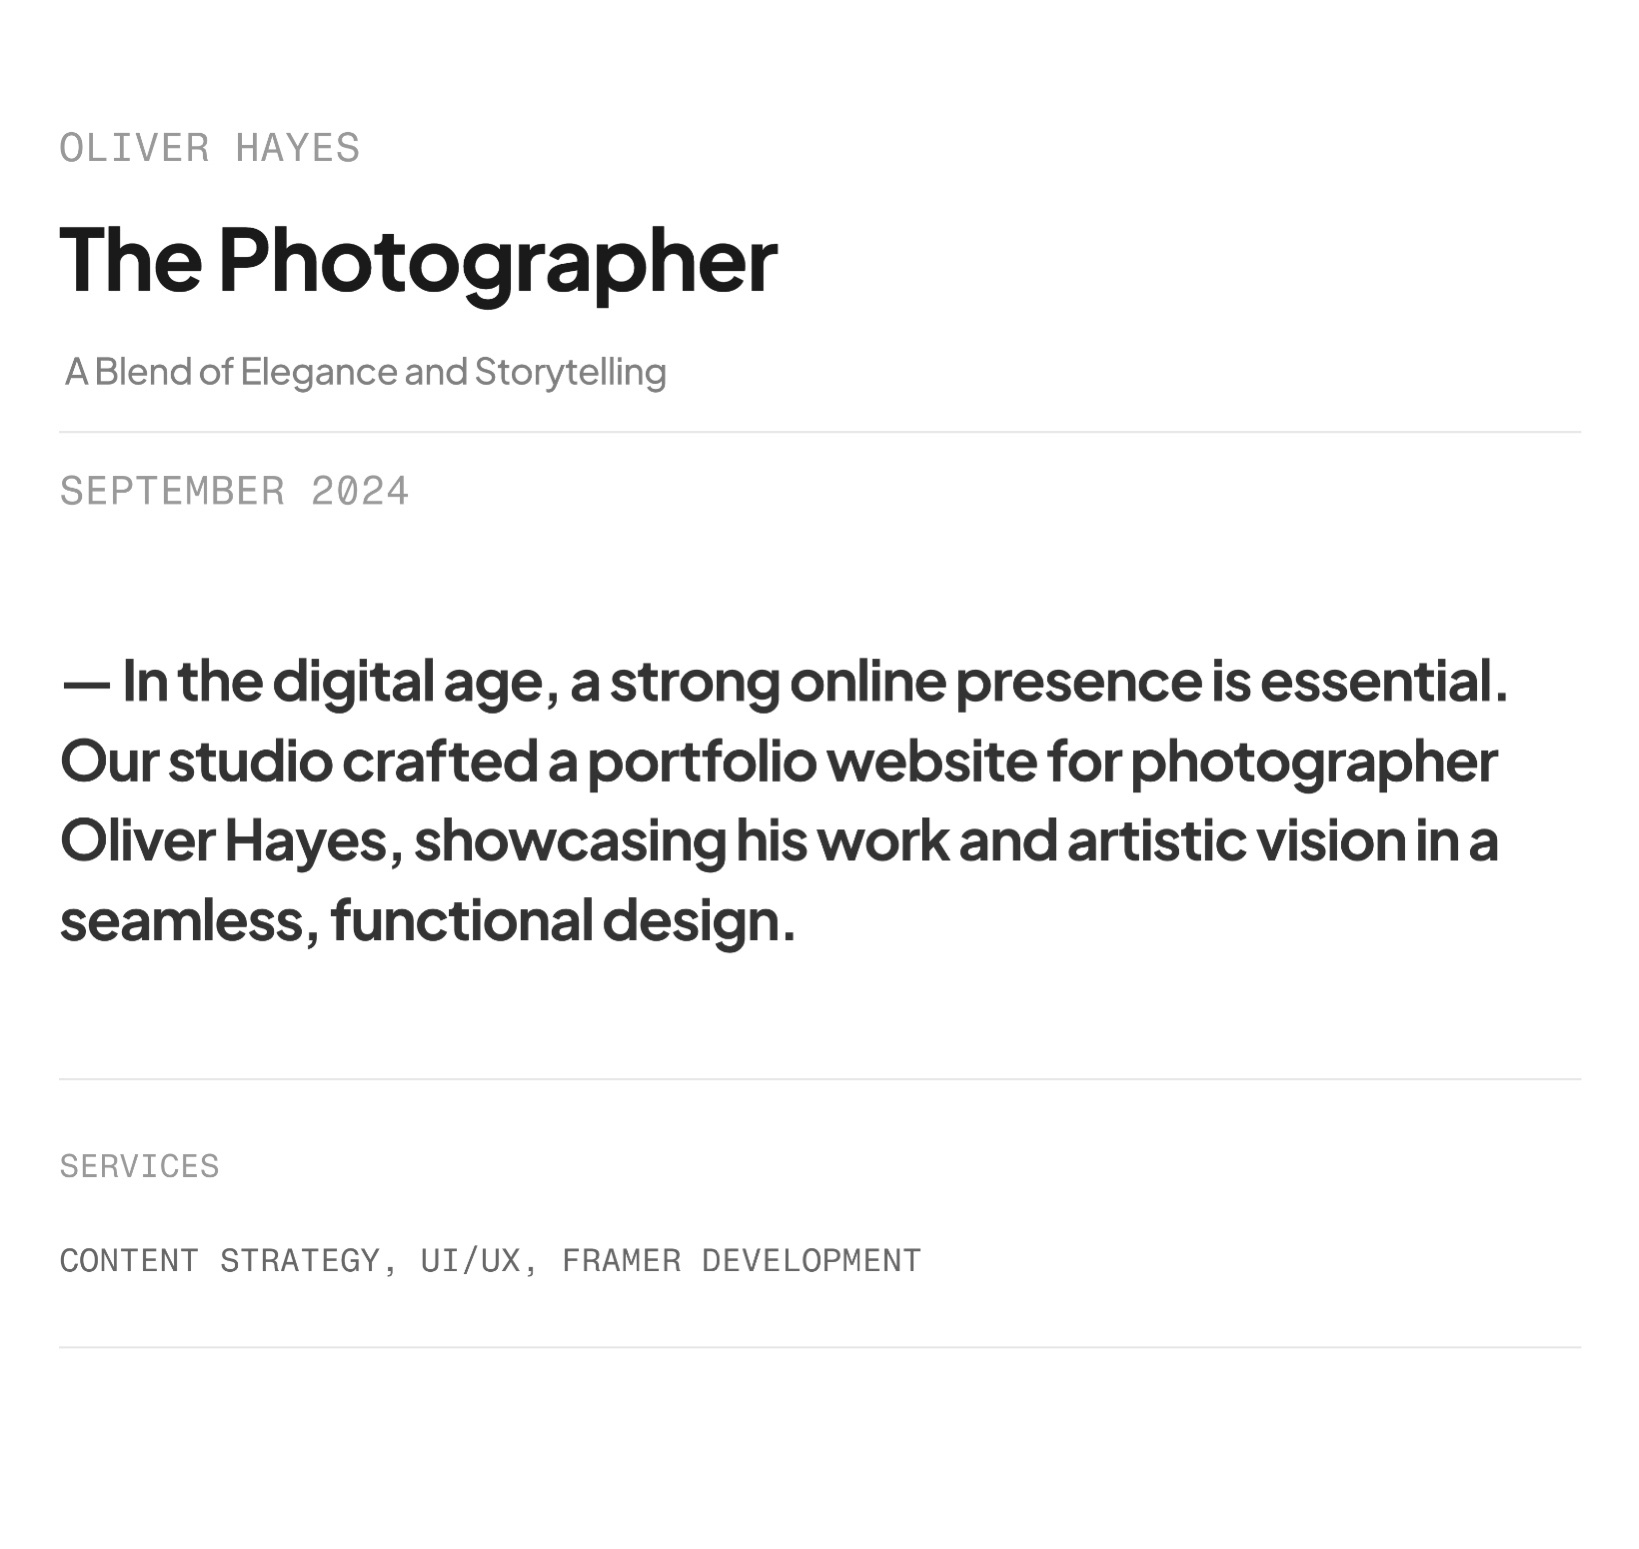 OLIVER HAYES
The Photographer
A Blend of Elegance and Storytelling
SEPTEMBER 2024
— In the digital age, a strong online presence is essential.
Our studio crafted a portfolio website for photographer
Oliver Hayes, showcasing his work and artistic vision in a
seamless, functional design.
SERVICES
CONTENT STRATEGY, UI/UX, FRAMER DEVELOPMENT